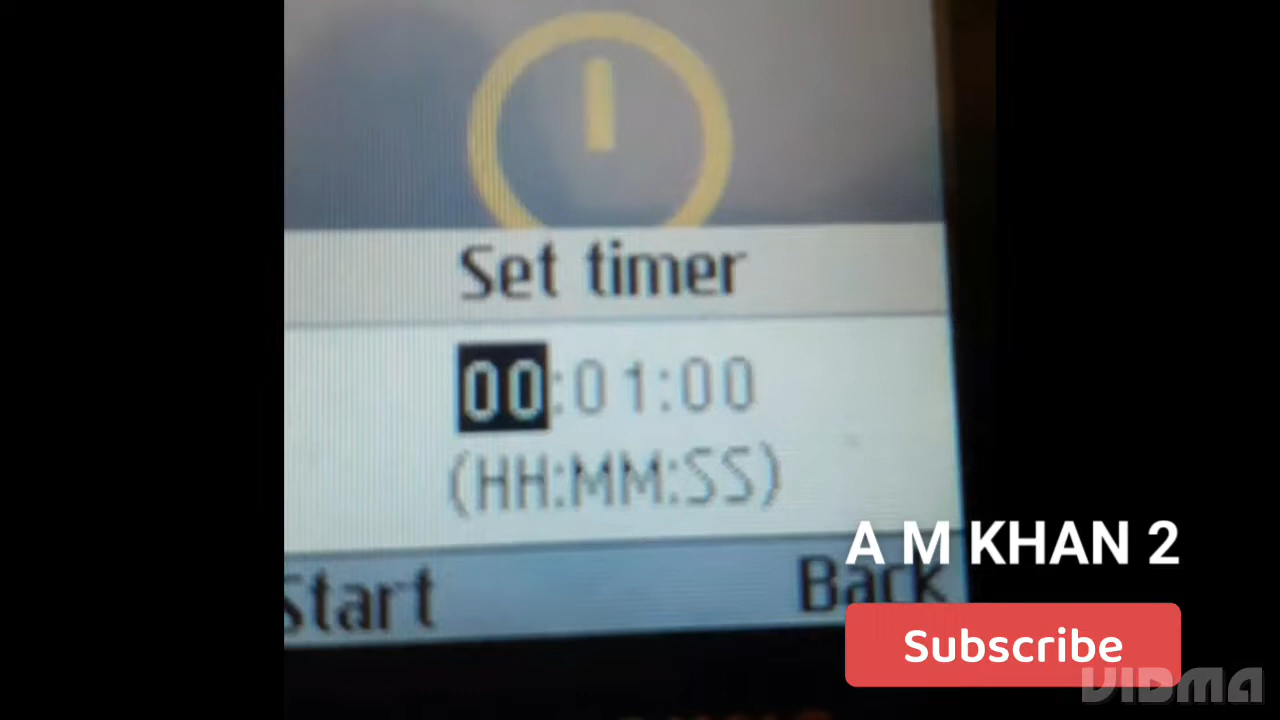 Set timer
00:01:00
(HH:MM:SS)
Start
Back
A M KHAN 2
Subscribe
VIDMA